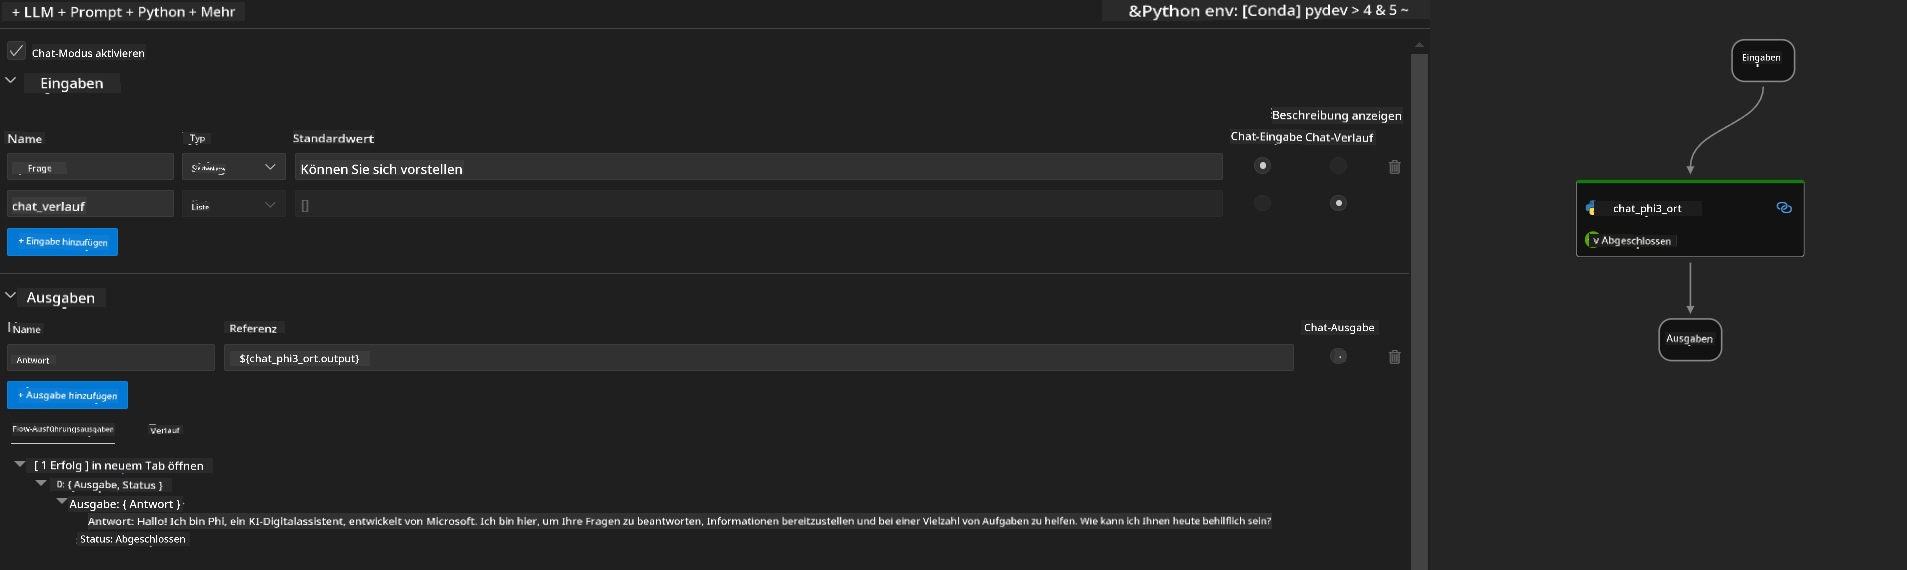 + LLM + Prompt + Python + Mehr
&Python env: [Conda] pydev > 4 & 5 ~
Chat-Modus aktivieren
Eingaben
Beschreibung anzeigen
Name Typ Standardwert Chat-Eingabe Chat-Verlauf
Frage Können Sie sich vorstellen
chat_verlauf Liste []
+ Eingabe hinzufügen
Ausgaben
Name Referenz Chat-Ausgabe
Antwort ${chat_phi3_ort.output}
+ Ausgabe hinzufügen
Flow-Ausführungsausgaben Verlauf
[ 1 Erfolg ] in neuem Tab öffnen
D: { Ausgabe, Status }
Ausgabe: { Antwort }
Antwort: Hallo! Ich bin Phi, ein KI-Digitalassistent, entwickelt von Microsoft. Ich bin hier, um Ihre Fragen zu beantworten, Informationen bereitzustellen und bei einer Vielzahl von Aufgaben zu helfen. Wie kann ich Ihnen heute behilflich sein?
Status: Abgeschlossen
Eingaben
chat_phi3_ort
v Abgeschlossen
Ausgaben